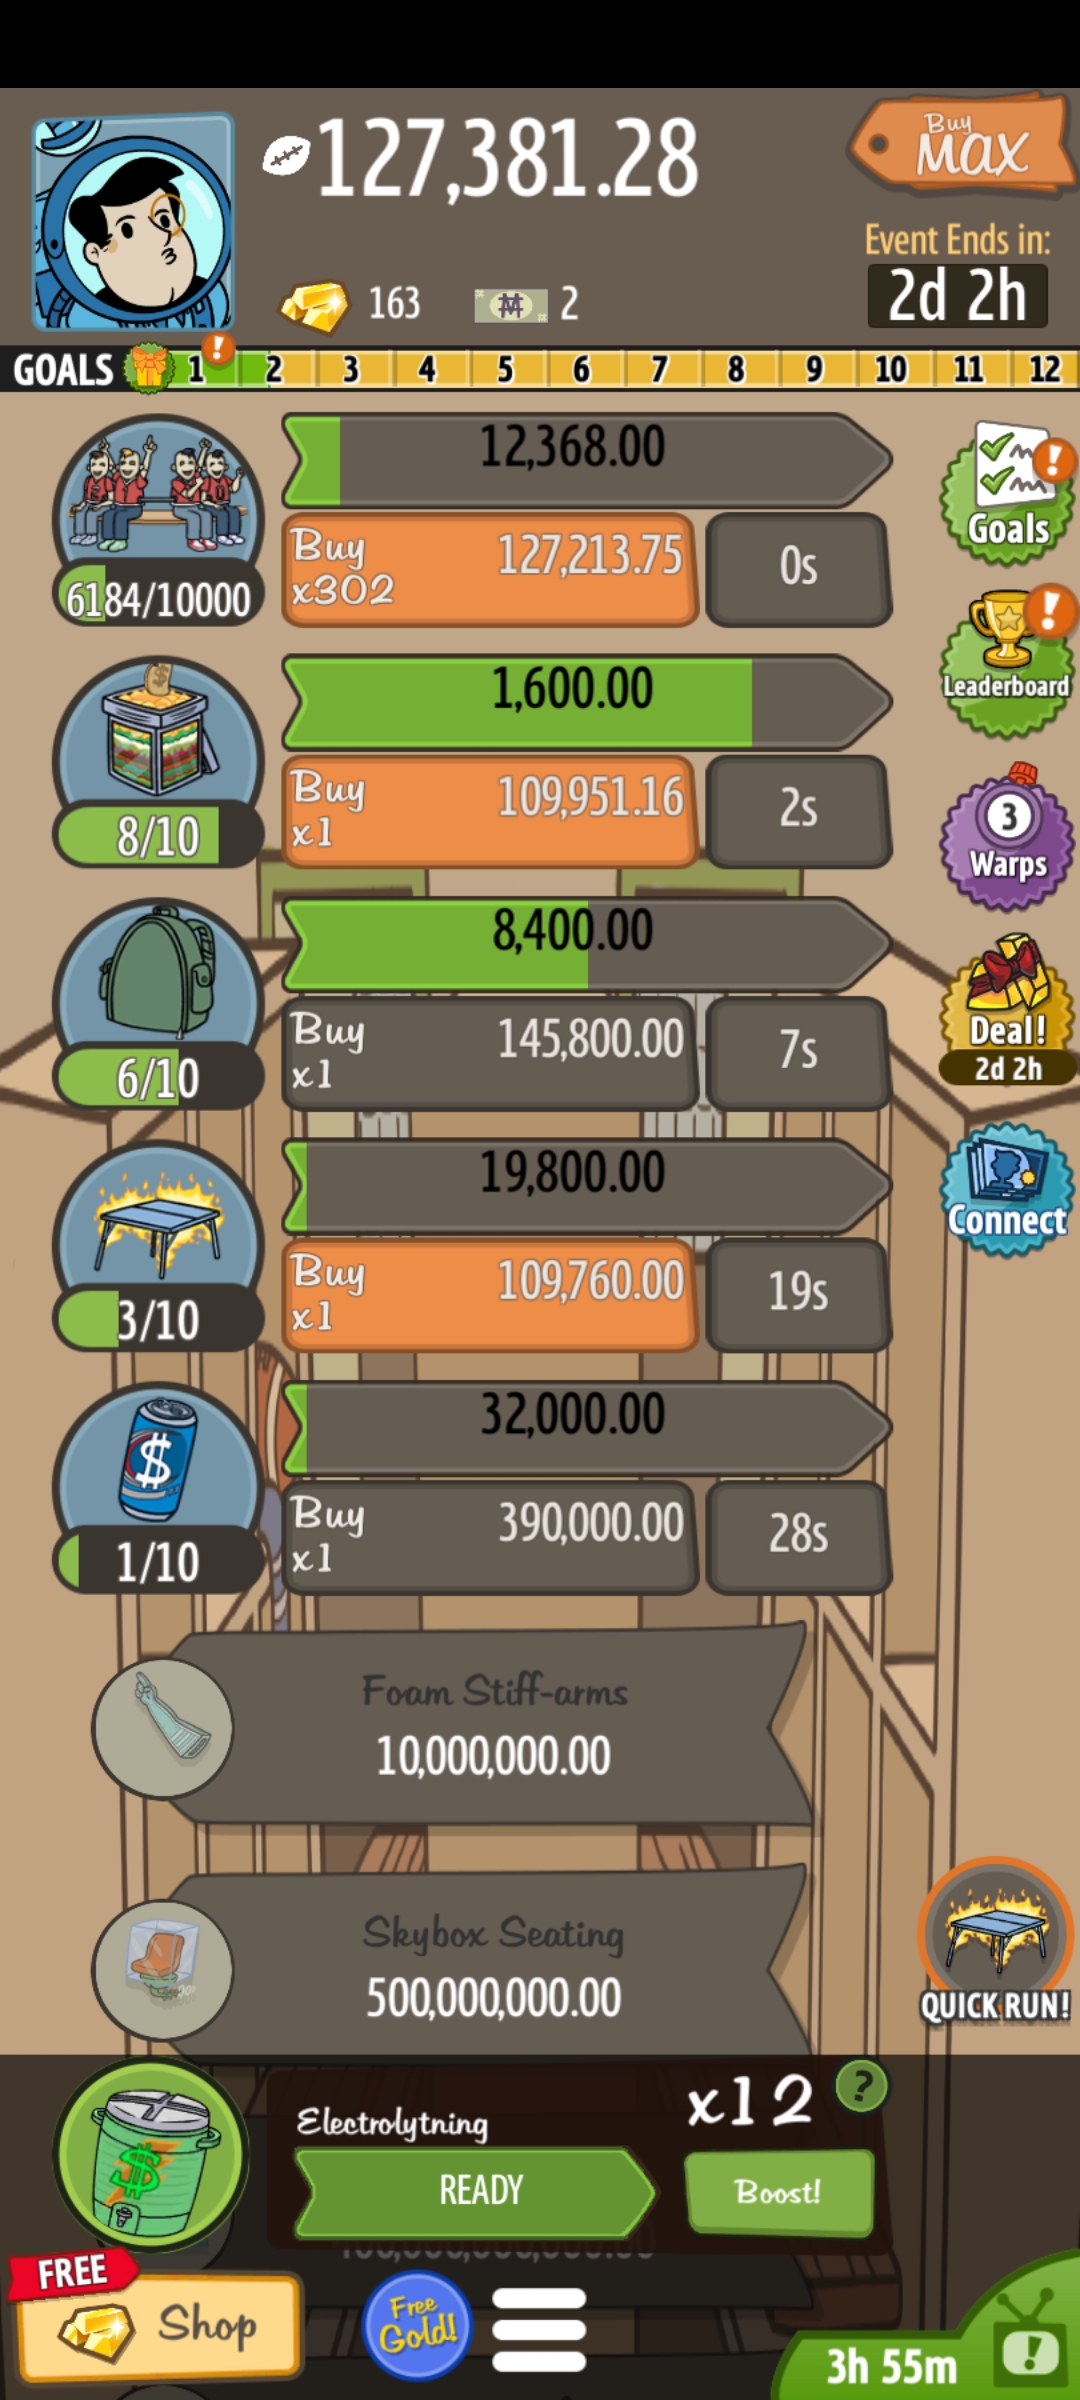 127,381.28
Buy
MAX
163
2
Event Ends in:
2d 2h
GOALS 1 ! 2 3 4 5 6 7 8 9 10 11 12
12,368.00
Buy
x302
127,213.75
0s
6184/10000
!
Goals
1,600.00
Buy
x1
109,951.16
2s
8/10
!
Leaderboard
3
Warps
8,400.00
Buy
x1
145,800.00
7s
6/10
Deal!
2d 2h
19,800.00
Buy
x1
109,760.00
19s
3/10
Connect
32,000.00
Buy
x1
390,000.00
28s
$
1/10
Foam Stiff-arms
10,000,000.00
Skybox Seating
500,000,000.00
QUICK RUN!
Electrolytning
x12
?
$
READY
Boost!
FREE
Shop
Free
Gold!
3h 55m
!